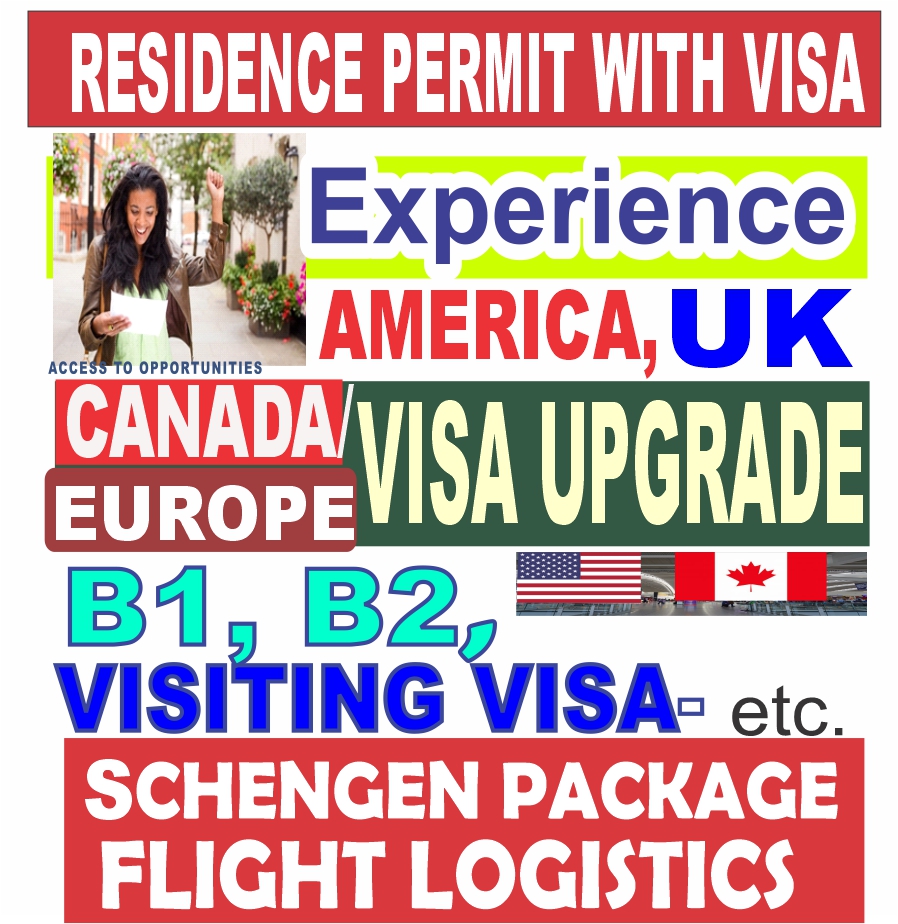 RESIDENCE PERMIT WITH VISA
Experience
AMERICA, UK
ACCESS TO OPPORTUNITIES
CANADA/
EUROPE
VISA UPGRADE
B1, B2,
VISITING VISA- etc.
SCHENGEN PACKAGE
FLIGHT LOGISTICS